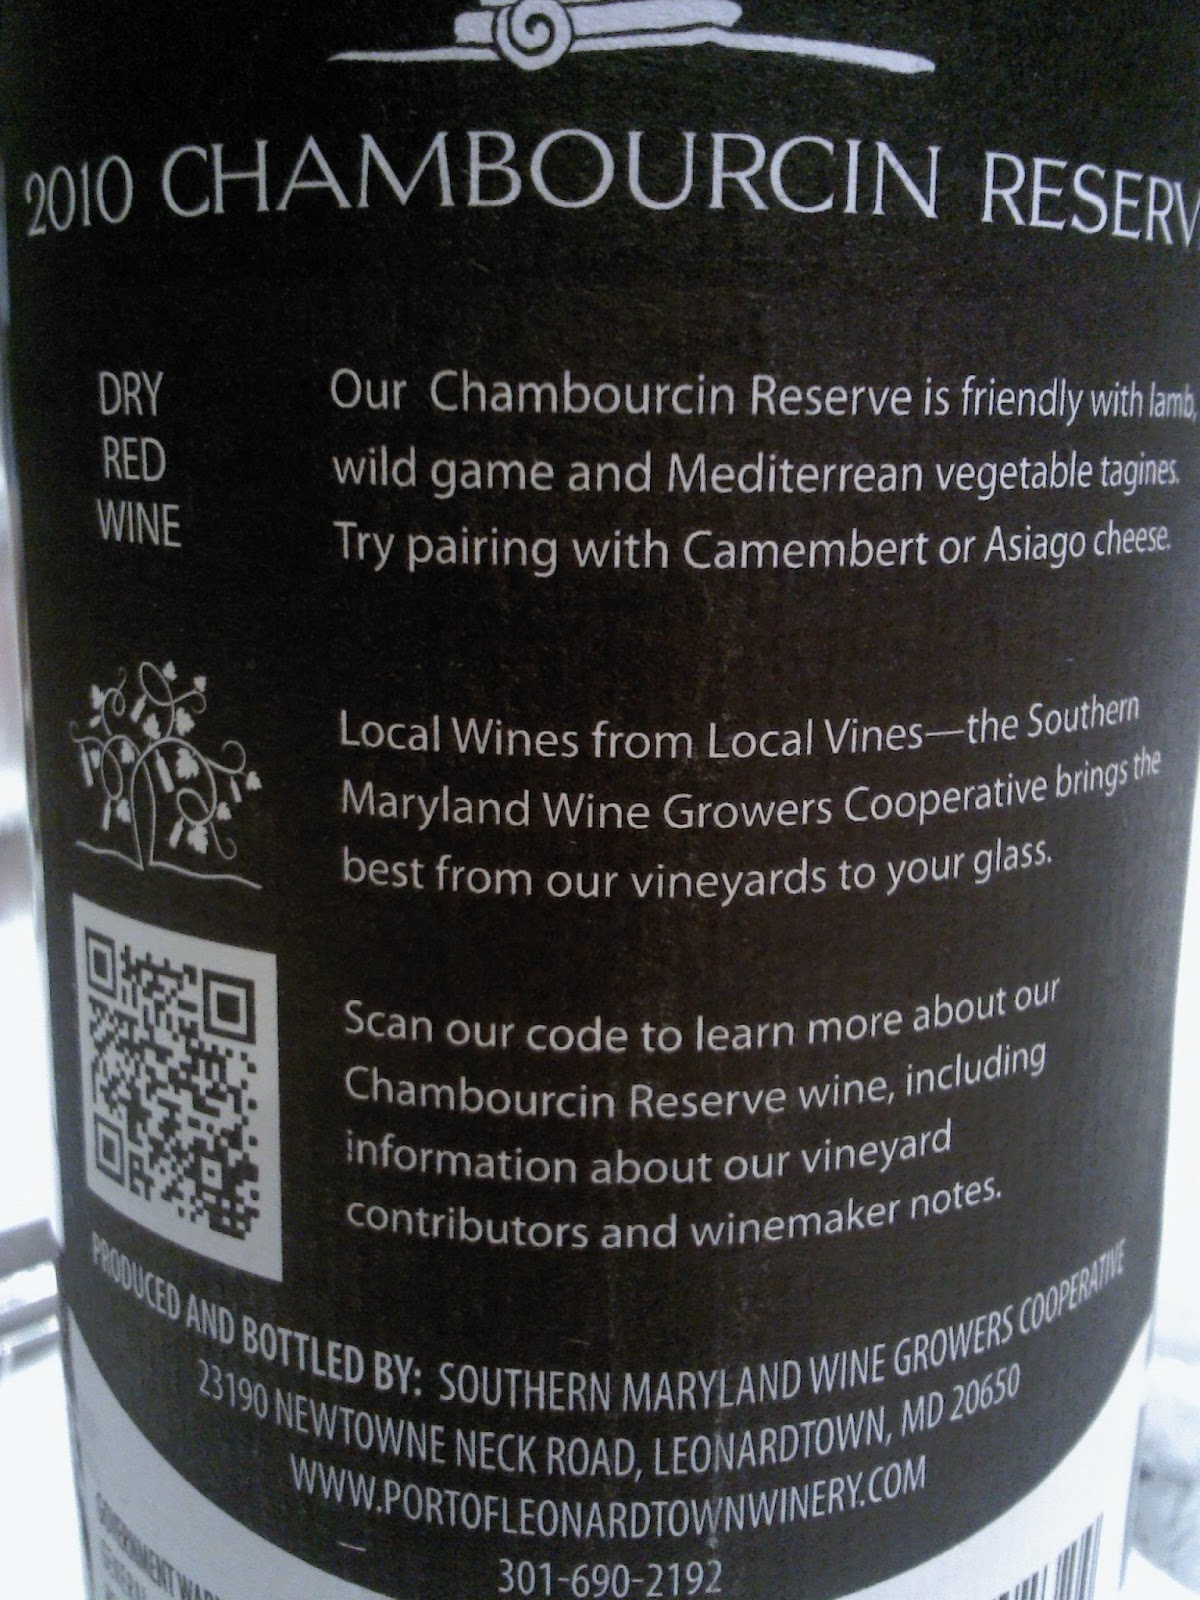 2010 CHAMBOURCIN RESERV
DRY
RED
WINE
Our Chambourcin Reserve is friendly with lamb,
wild game and Mediterrean vegetable tagines.
Try pairing with Camembert or Asiago cheese.
Local Wines from Local Vines—the Southern
Maryland Wine Growers Cooperative brings the
best from our vineyards to your glass.
Scan our code to learn more about our
Chambourcin Reserve wine, including
information about our vineyard
contributors and winemaker notes.
PRODUCED AND BOTTLED BY: SOUTHERN MARYLAND WINE GROWERS COOPERATIVE
23190 NEWTOWNE NECK ROAD, LEONARDTOWN, MD 20650
WWW.PORTOFLEONARDTOWNWINERY.COM
301-690-2192
GOVERNMENT WAR